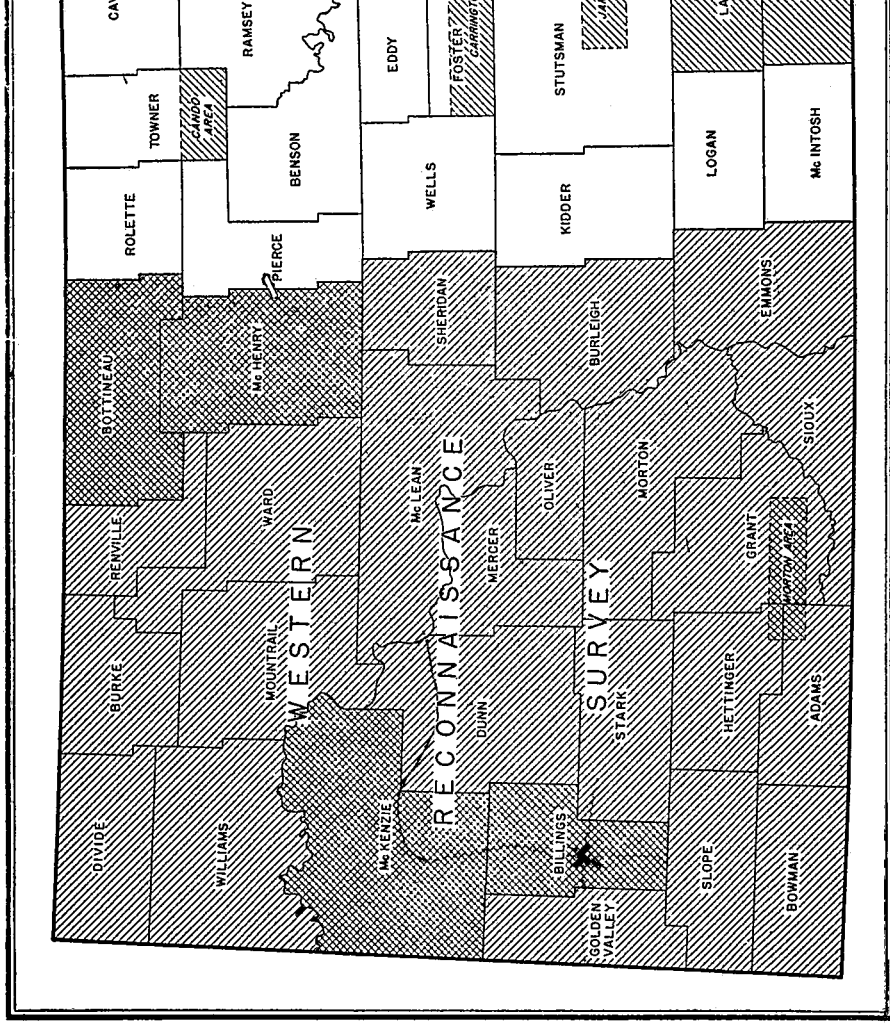 DIVIDE
BURKE
RENVILLE
BOTTINEAU
ROLETTE
TOWNER
WILLIAMS
MOUNTRAIL
WARD
Mc HENRY
PIERCE
CANDO
AREA
RAMSEY
BENSON
WESTERN
Mc KENZIE
DUNN
Mc LEAN
MERCER
SHERIDAN
WELLS
EDDY
FOSTER
CARRINGTON
RECONNAISSANCE
GOLDEN
VALLEY
BILLINGS
STARK
OLIVER
MORTON
BURLEIGH
KIDDER
STUTSMAN
SURVEY
SLOPE
HETTINGER
GRANT
MORTON AREA
EMMONS
LOGAN
BOWMAN
ADAMS
SIOUX
Mc INTOSH